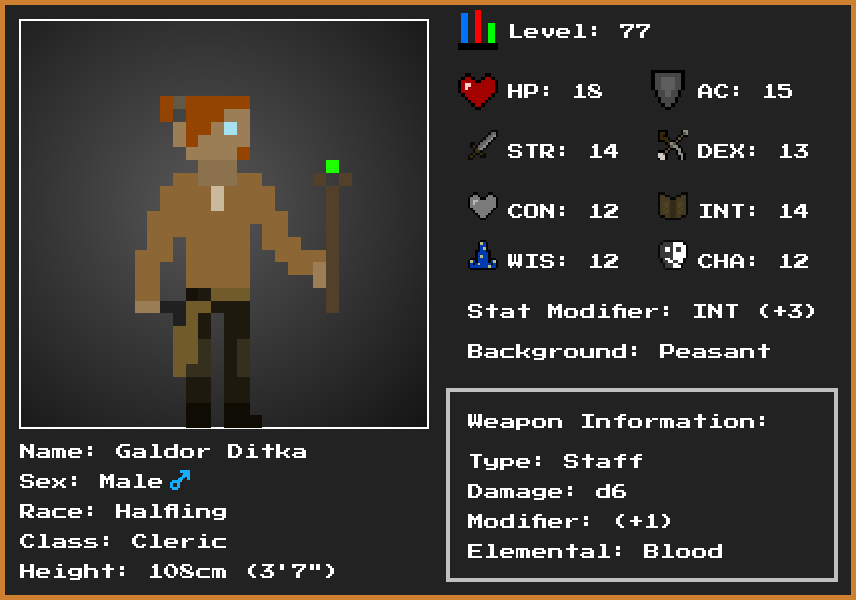 Level: 77
HP: 18 AC: 15
STR: 14 DEX: 13
CON: 12 INT: 14
WIS: 12 CHA: 12
Stat Modifier: INT (+3)
Background: Peasant
Weapon Information:
Type: Staff
Damage: d6
Modifier: (+1)
Elemental: Blood
Name: Galdor Ditka
Sex: Male♂
Race: Halfling
Class: Cleric
Height: 108cm (3'7")